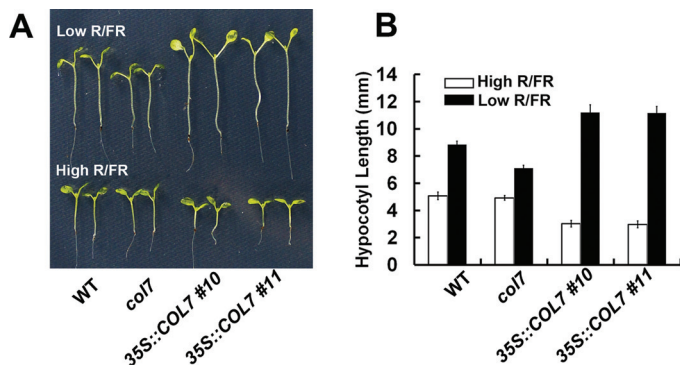 A
Low R/FR
High R/FR
WT
col7
35S::COL7 #10
35S::COL7 #11
B
Hypocotyl Length (mm)
14
12
10
8
6
4
2
0
High R/FR
Low R/FR
WT
col7
35S::COL7 #10
35S::COL7 #11